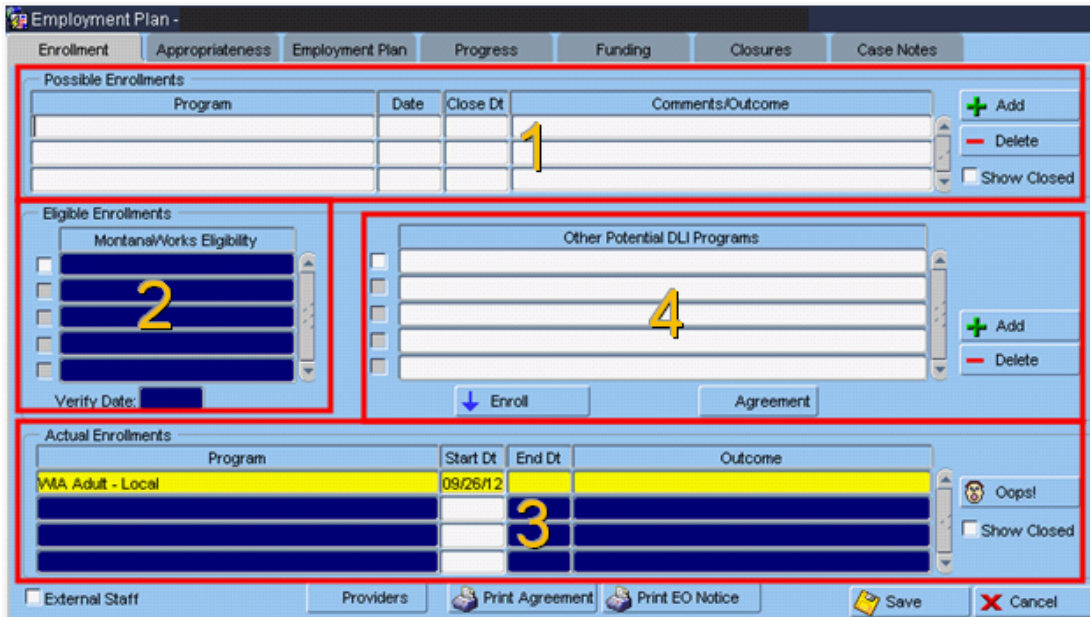 Employment Plan -
Enrollment Appropriateness Employment Plan Progress Funding Closures Case Notes
Possible Enrollments
Program Date Close Dt Comments/Outcome
Add
1
Delete
Show Closed
Eligible Enrollments
MontanaWorks Eligibility
2
Verify Date:
Other Potential DLI Programs
4
Add
Delete
Enroll Agreement
Actual Enrollments
Program Start Dt End Dt Outcome
WIA Adult - Local 09/26/12
Oops!
3
Show Closed
External Staff Providers Print Agreement Print EO Notice Save Cancel